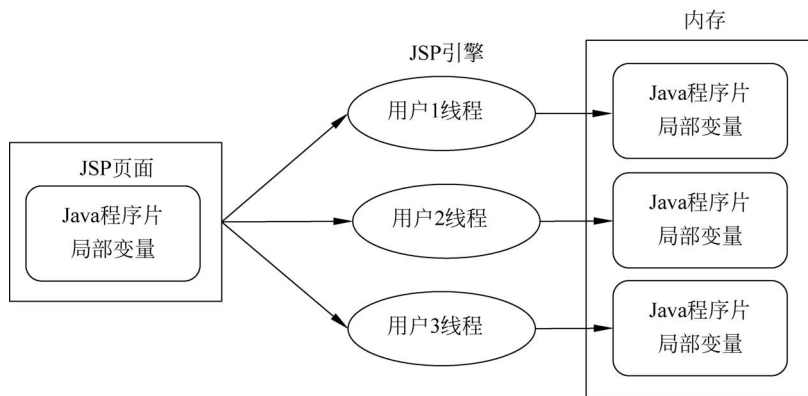 内存
JSP引擎
Java程序片
局部变量
用户1线程
JSP页面
Java程序片
局部变量
用户2线程
Java程序片
局部变量
用户3线程
Java程序片
局部变量